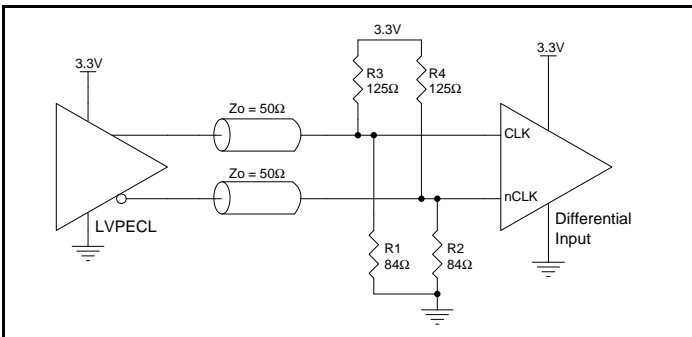 3.3V
3.3V
3.3V
R3
125Ω
R4
125Ω
Zo = 50Ω
CLK
Zo = 50Ω
nCLK
LVPECL
Differential
Input
R1
84Ω
R2
84Ω